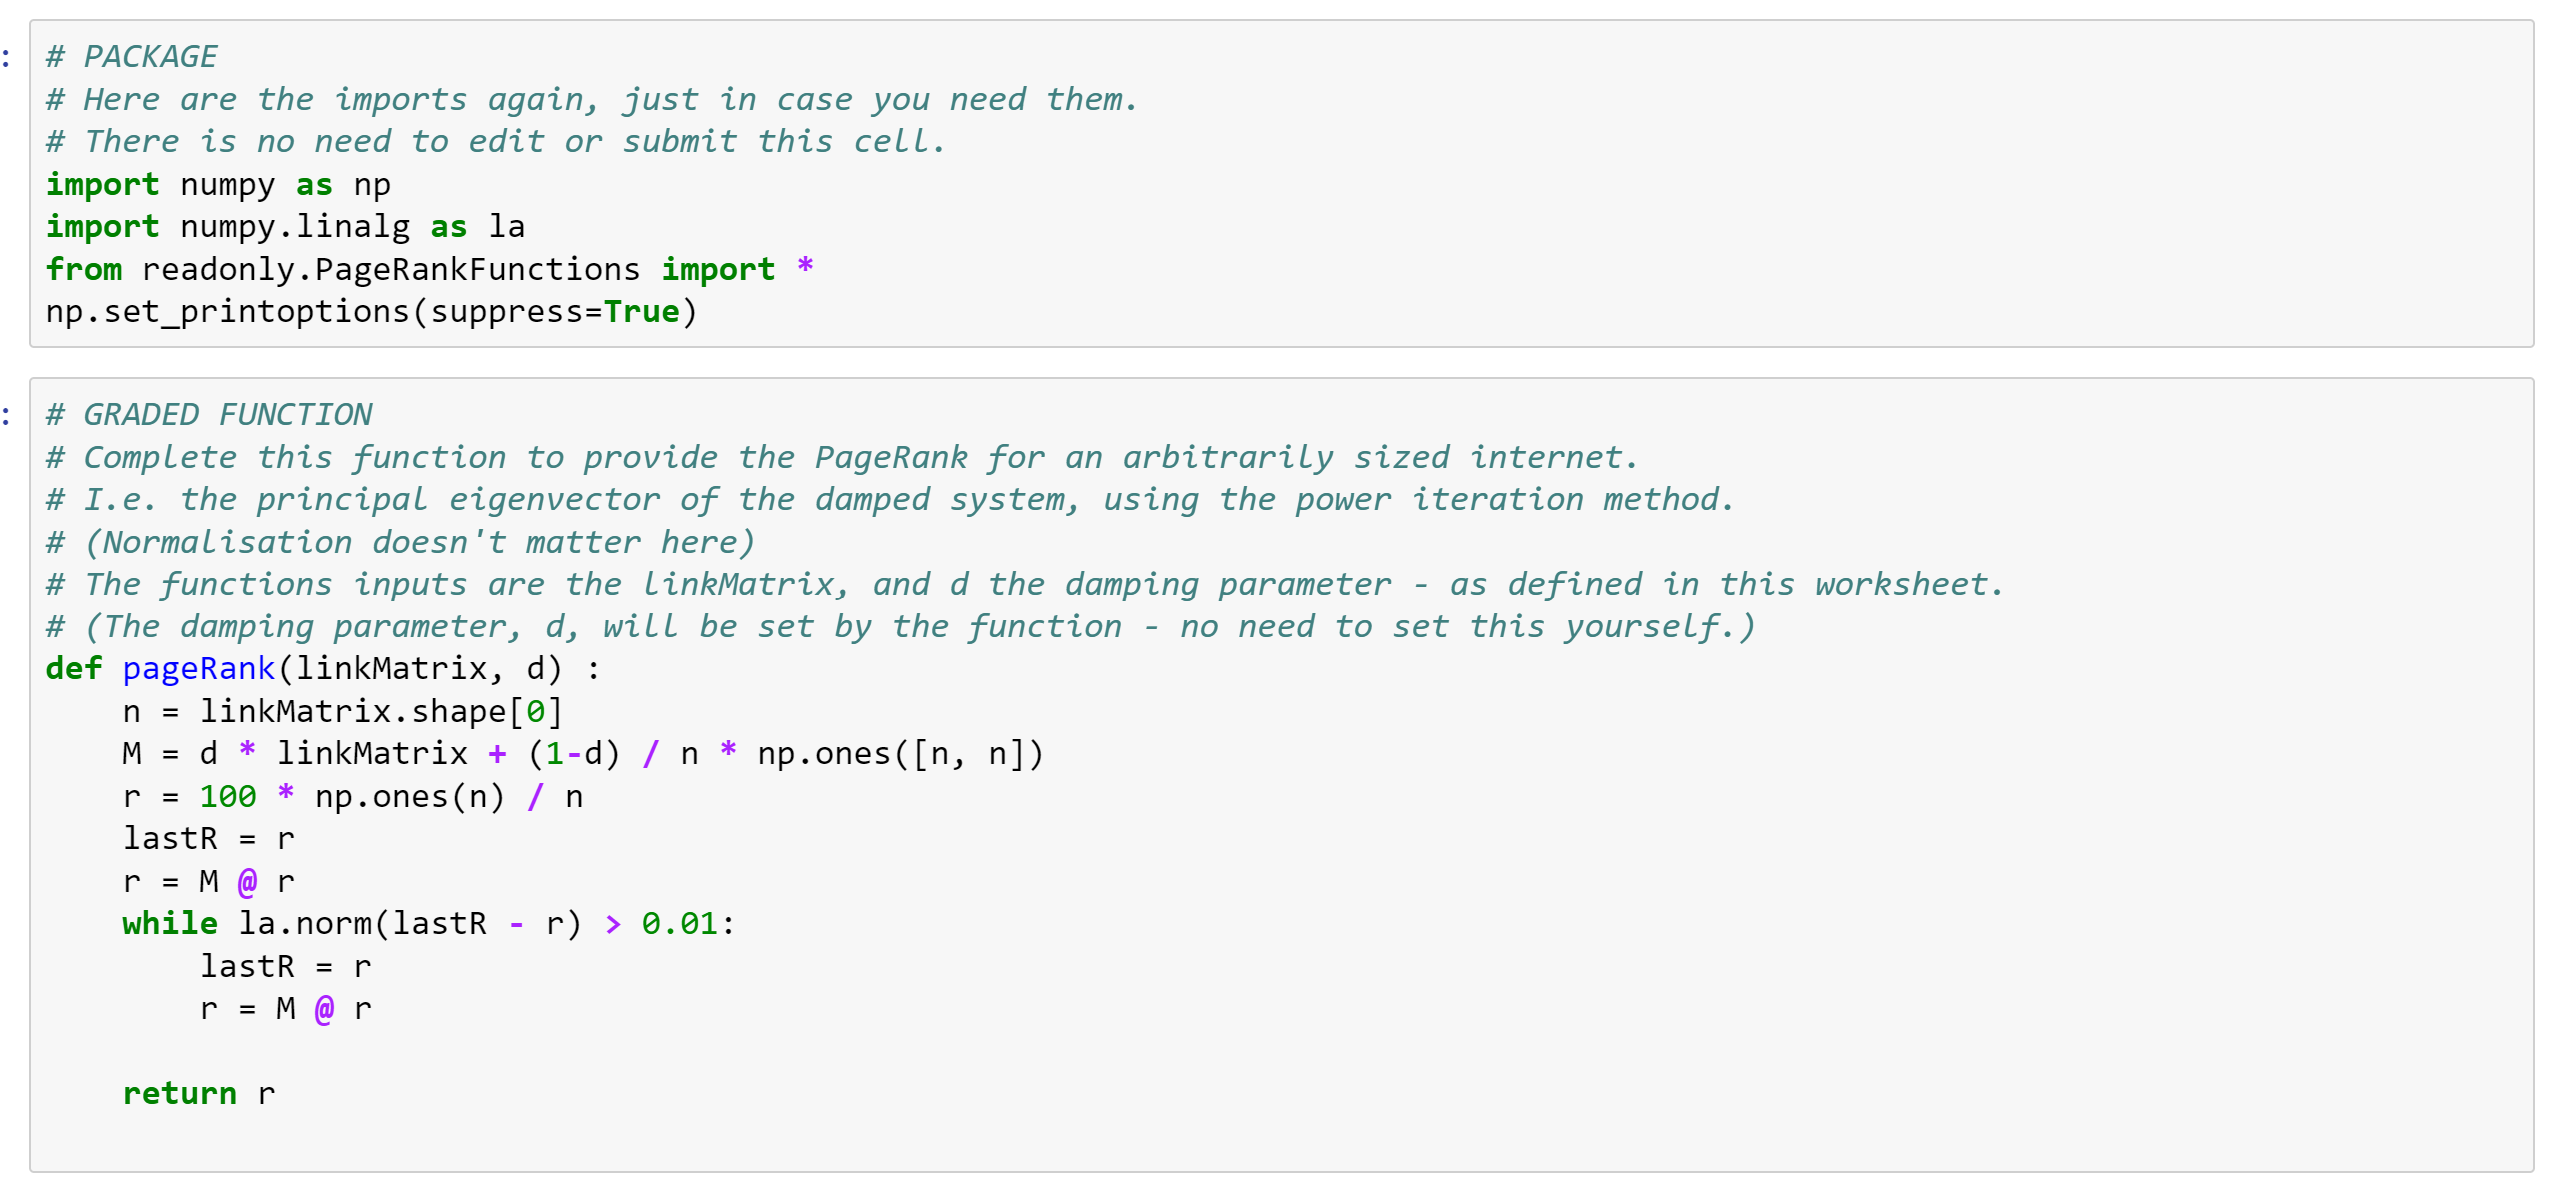 # PACKAGE
# Here are the imports again, just in case you need them.
# There is no need to edit or submit this cell.
import numpy as np
import numpy.linalg as la
from readonly.PageRankFunctions import *
np.set_printoptions(suppress=True)
# GRADED FUNCTION
# Complete this function to provide the PageRank for an arbitrarily sized internet.
# I.e. the principal eigenvector of the damped system, using the power iteration method.
# (Normalisation doesn't matter here)
# The functions inputs are the linkMatrix, and d the damping parameter - as defined in this worksheet.
# (The damping parameter, d, will be set by the function - no need to set this yourself.)
def pageRank(linkMatrix, d) :
    n = linkMatrix.shape[0]
    M = d * linkMatrix + (1-d) / n * np.ones([n, n])
    r = 100 * np.ones(n) / n
    lastR = r
    r = M @ r
    while la.norm(lastR - r) > 0.01:
        lastR = r
        r = M @ r
    return r